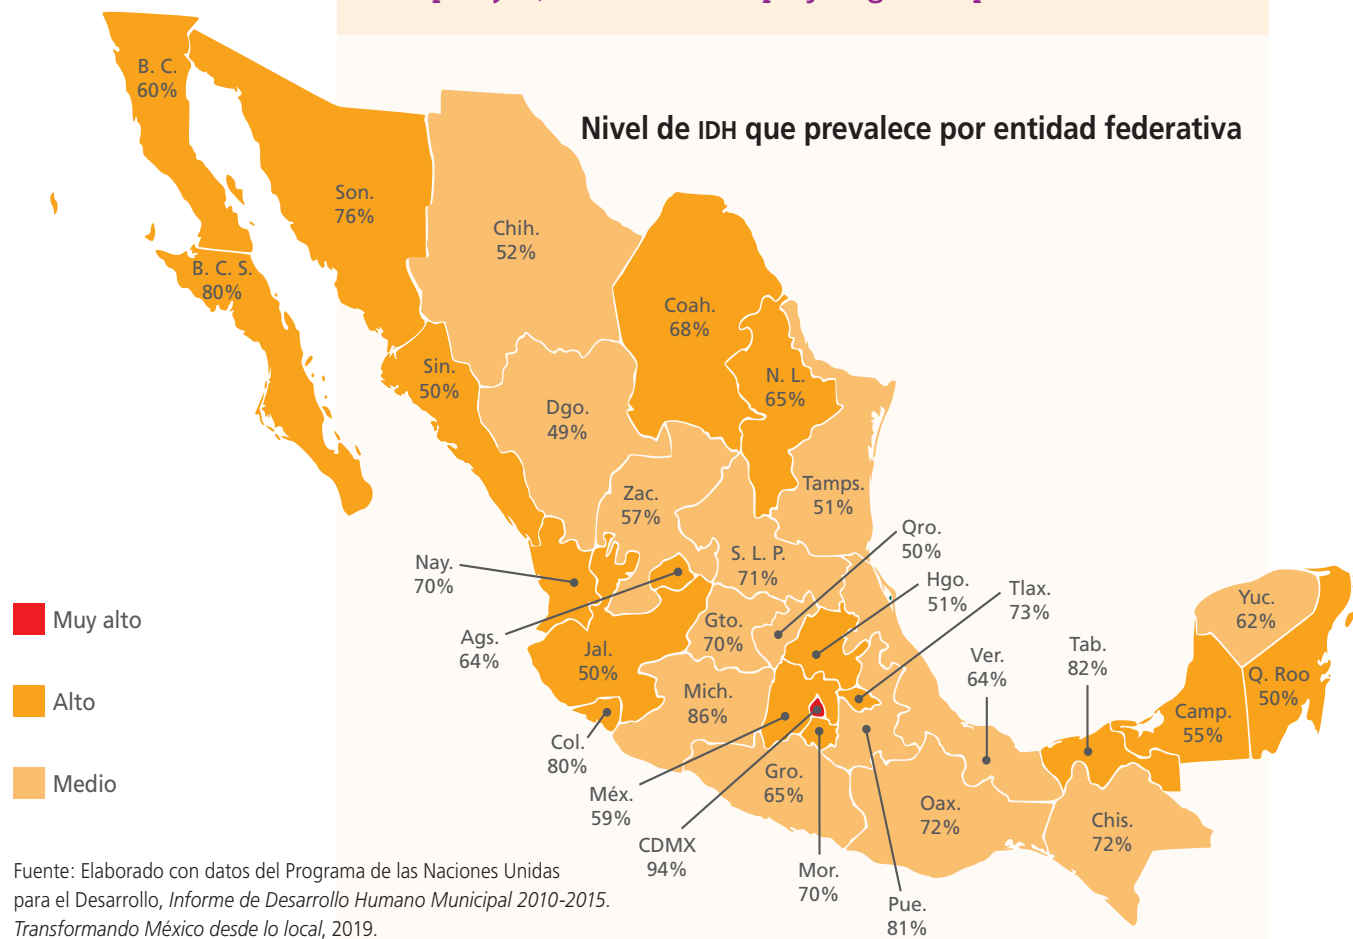 Nivel de IDH que prevalece por entidad federativa
B. C.
60%
Son.
76%
Chih.
52%
B. C. S.
80%
Coah.
68%
Sin.
50%
N. L.
65%
Dgo.
49%
Tamps.
51%
Zac.
57%
Qro.
50%
S. L. P.
71%
Nay.
70%
Hgo.
51%
Tlax.
73%
Yuc.
62%
Muy alto
Gto.
70%
Ags.
64%
Jal.
50%
Ver.
64%
Tab.
82%
Q. Roo
50%
Mich.
86%
Alto
Camp.
55%
Col.
80%
Gro.
65%
Medio
Méx.
59%
Oax.
72%
Chis.
72%
CDMX
94%
Mor.
70%
Pue.
81%
Fuente: Elaborado con datos del Programa de las Naciones Unidas
para el Desarrollo, Informe de Desarrollo Humano Municipal 2010-2015.
Transformando México desde lo local, 2019.